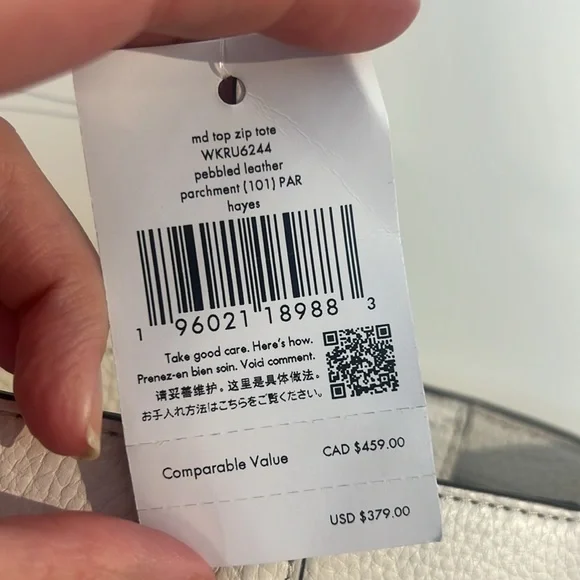 md top zip tote
WKRU6244
pebbled leather
parchment (101) PAR
hayes
1 96021 18988 3
Take good care. Here's how.
Prenez-en bien soin. Voici comment.
请妥善维护。这里是具体做法。
お手入れ方法はこちらをご覧ください。
Comparable Value CAD $459.00
USD $379.00